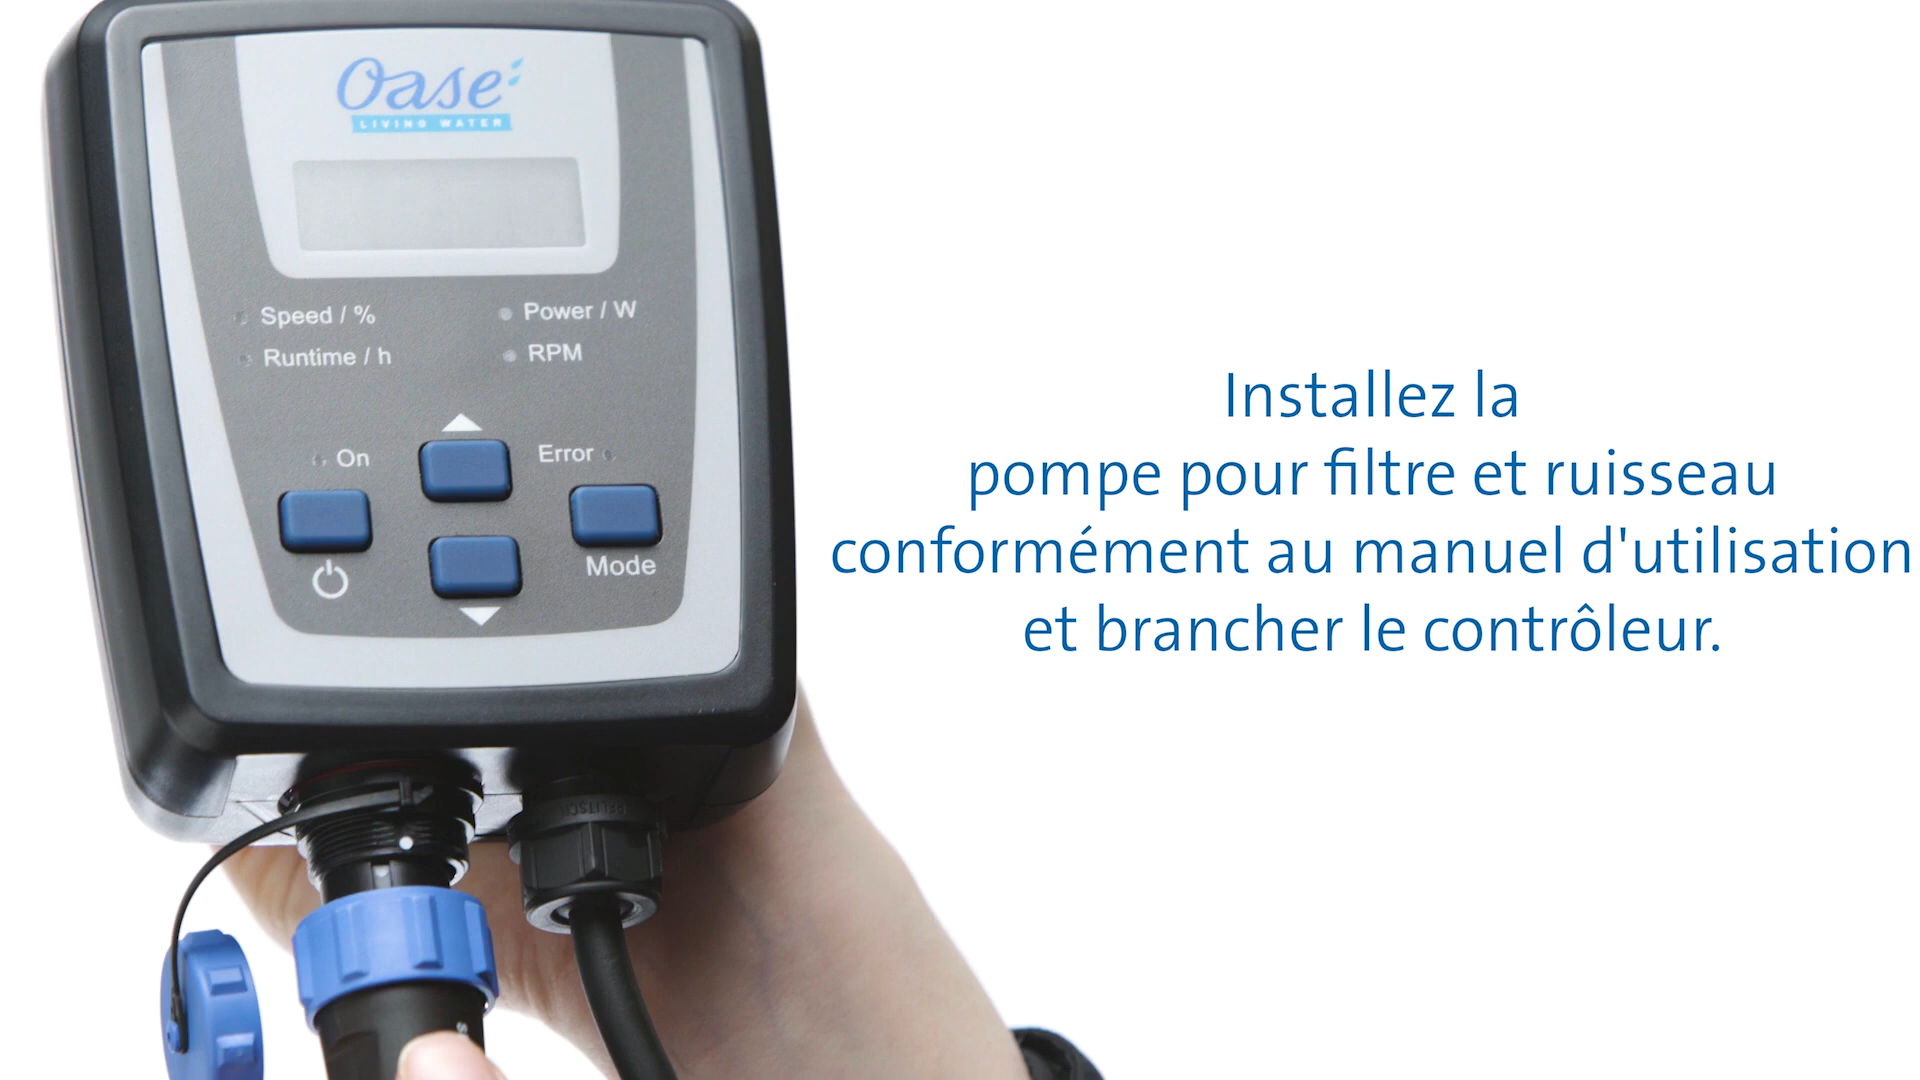 Oase
LIVING WATER
Speed / %
Power / W
Runtime / h
RPM
On
Error
Mode
Installez la
pompe pour filtre et ruisseau
conformément au manuel d'utilisation
et brancher le contrôleur.